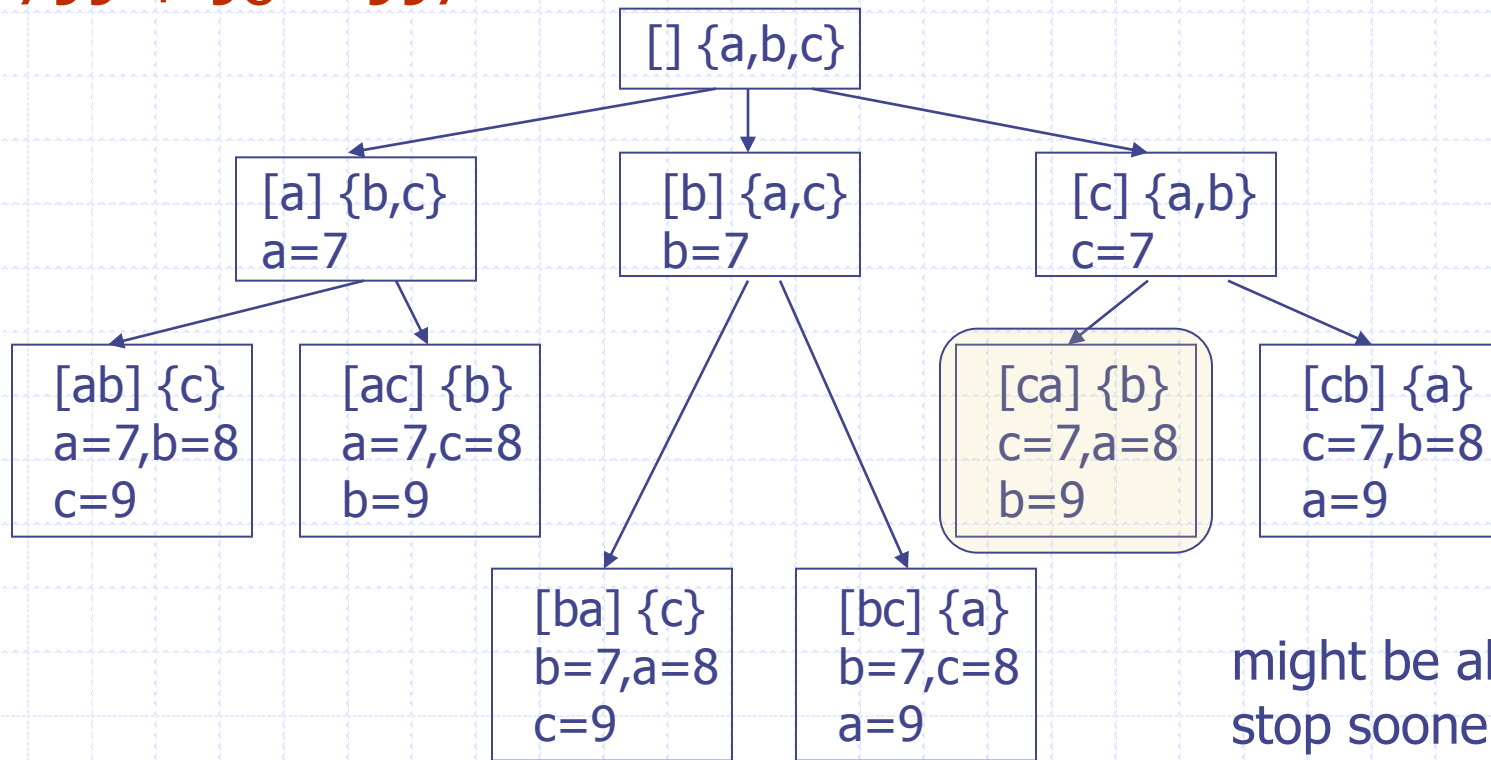 [] {a,b,c}
[a] {b,c}
a=7
[b] {a,c}
b=7
[c] {a,b}
c=7
[ab] {c}
a=7,b=8
c=9
[ac] {b}
a=7,c=8
b=9
[ca] {b}
c=7,a=8
b=9
[cb] {a}
c=7,b=8
a=9
[ba] {c}
b=7,a=8
c=9
[bc] {a}
b=7,c=8
a=9
might be
stop